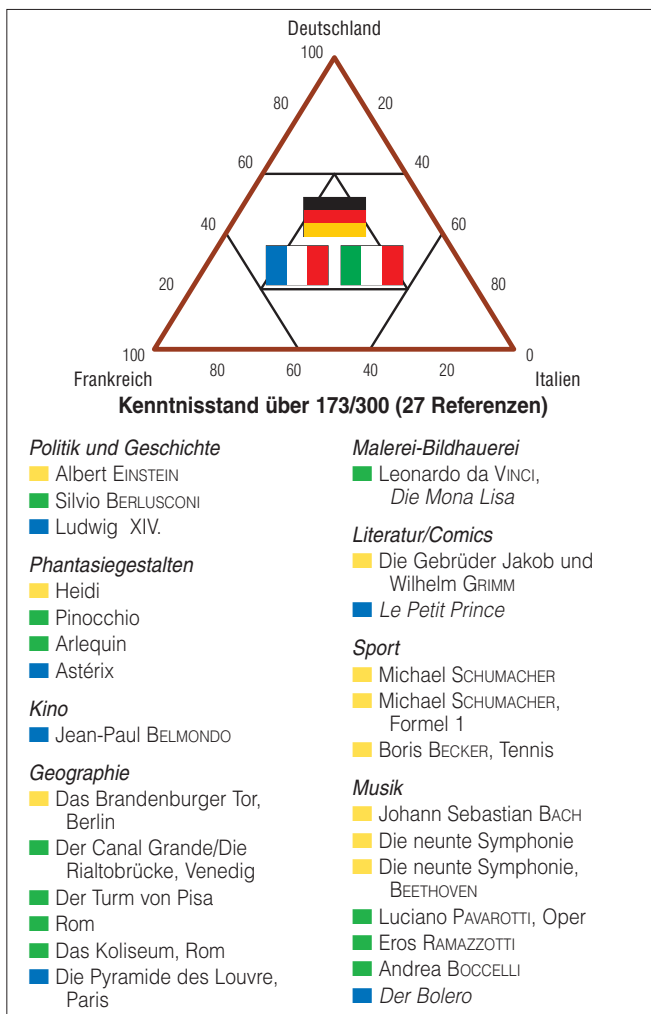 Deutschland
100
80
20
60
40
40
60
20
80
100
0
Frankreich
80
60
40
20
Italien
Kenntnisstand über 173/300 (27 Referenzen)
Politik und Geschichte
Albert EINSTEIN
Silvio BERLUSCONI
Ludwig XIV.
Phantasiegestalten
Heidi
Pinocchio
Arlequin
Astérix
Kino
Jean-Paul BELMONDO
Geographie
Das Brandenburger Tor,
Berlin
Der Canal Grande/Die
Rialtobrücke, Venedig
Der Turm von Pisa
Rom
Das Koliseum, Rom
Die Pyramide des Louvre,
Paris
Malerei-Bildhauerei
Leonardo da VINCI,
Die Mona Lisa
Literatur/Comics
Die Gebrüder Jakob und
Wilhelm GRIMM
Le Petit Prince
Sport
Michael SCHUMACHER
Michael SCHUMACHER,
Formel 1
Boris BECKER, Tennis
Musik
Johann Sebastian BACH
Die neunte Symphonie
Die neunte Symphonie,
BEETHOVEN
Luciano PAVAROTTI, Oper
Eros RAMAZZOTTI
Andrea BOCCELLI
Der Bolero